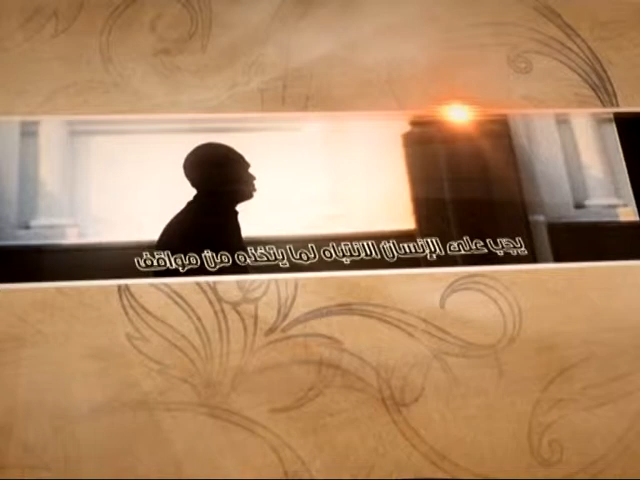 يجب على الإنسان الانتباه لما يتخذه من مواقف